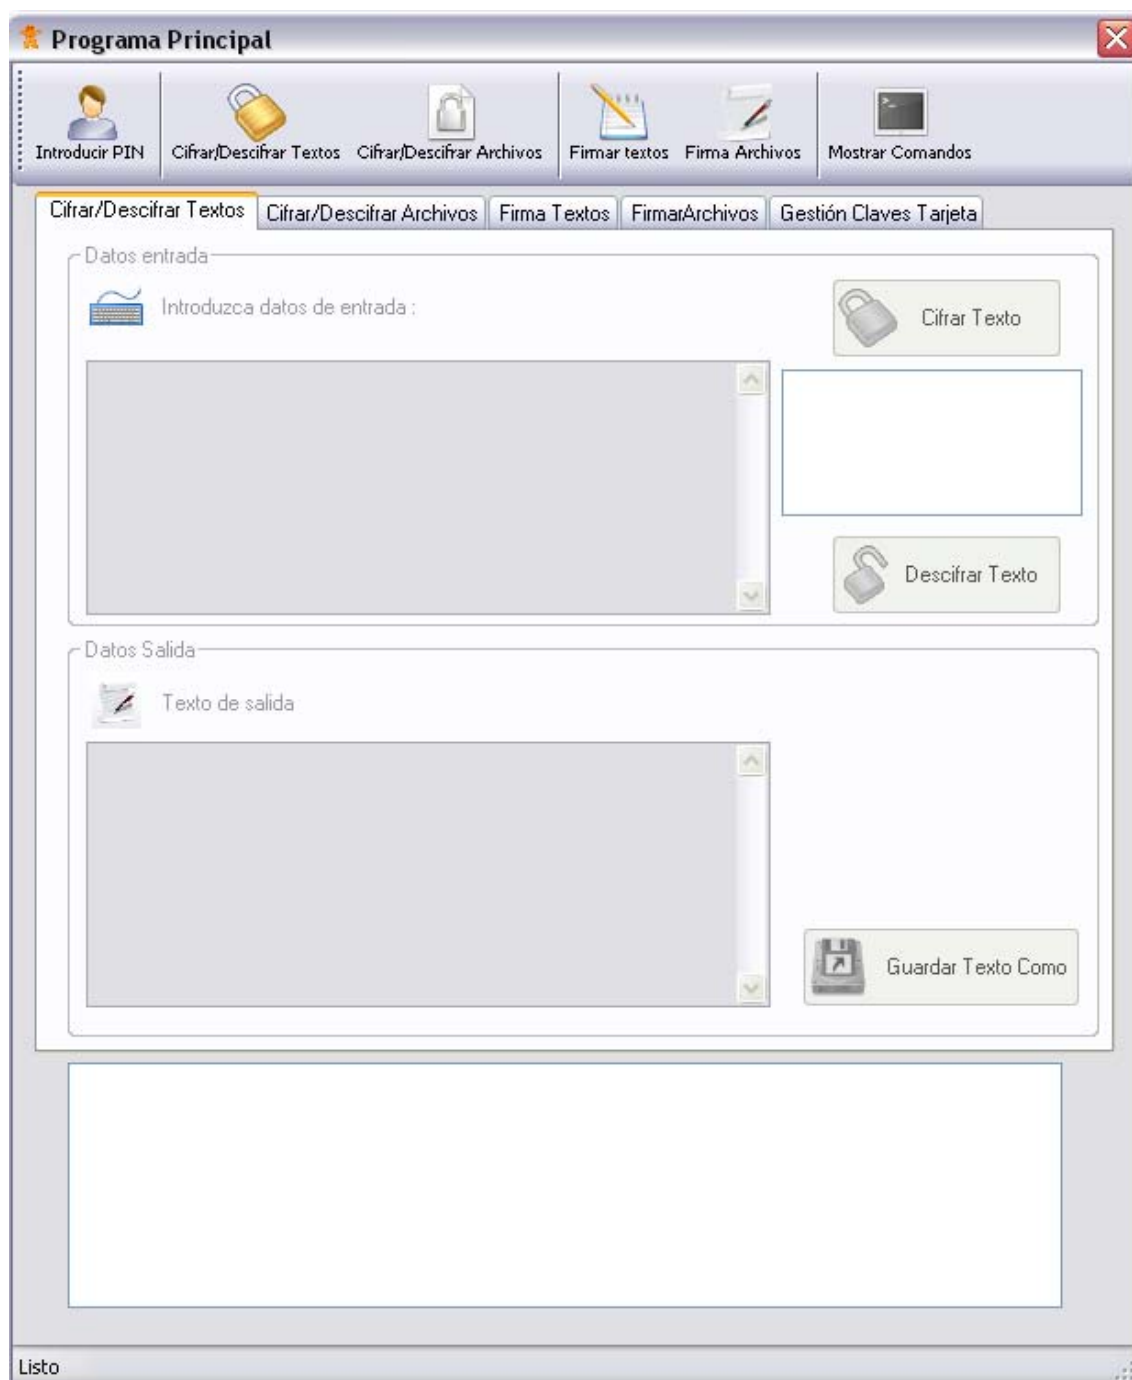 Programa Principal
Introducir PIN
Cifrar/Descifrar Textos
Cifrar/Descifrar Archivos
Firmar textos
Firma Archivos
Mostrar Comandos
Cifrar/Descifrar Textos
Cifrar/Descifrar Archivos
Firma Textos
FirmarArchivos
Gestión Claves Tarjeta
Datos entrada
Introduzca datos de entrada :
Cifrar Texto
Descifrar Texto
Datos Salida
Texto de salida
Guardar Texto Como
Listo